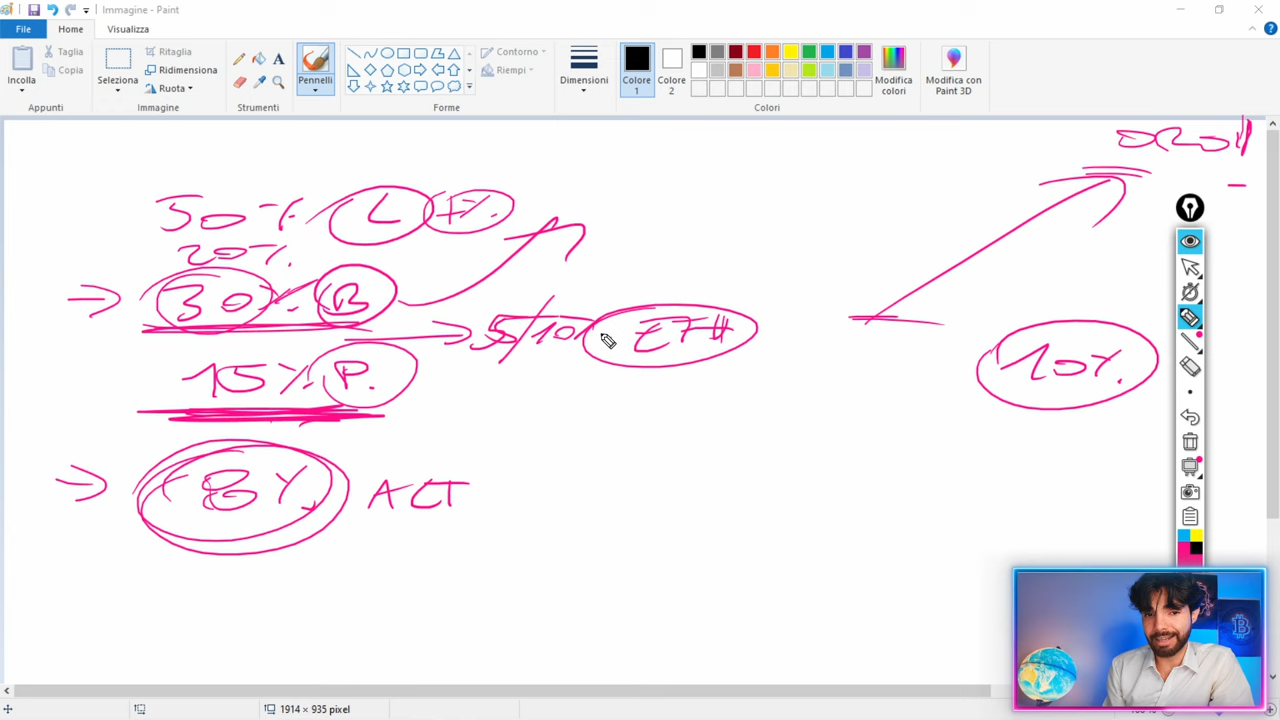 Immagine - Paint
File Home Visualizza
Incolla
Taglia
Copia
Appunti
Seleziona
Ritaglia
Ridimensiona
Ruota
Immagine
A
Strumenti
Pennelli
Forme
Contorno
Riempi
Dimensioni
Colore 1
Colore 2
Colori
Modifica colori
Modifica con Paint 3D
50% L 7%
20%
30% B
5/10% ETH
15% P.
10%.
ALT
1914 × 935 pixel